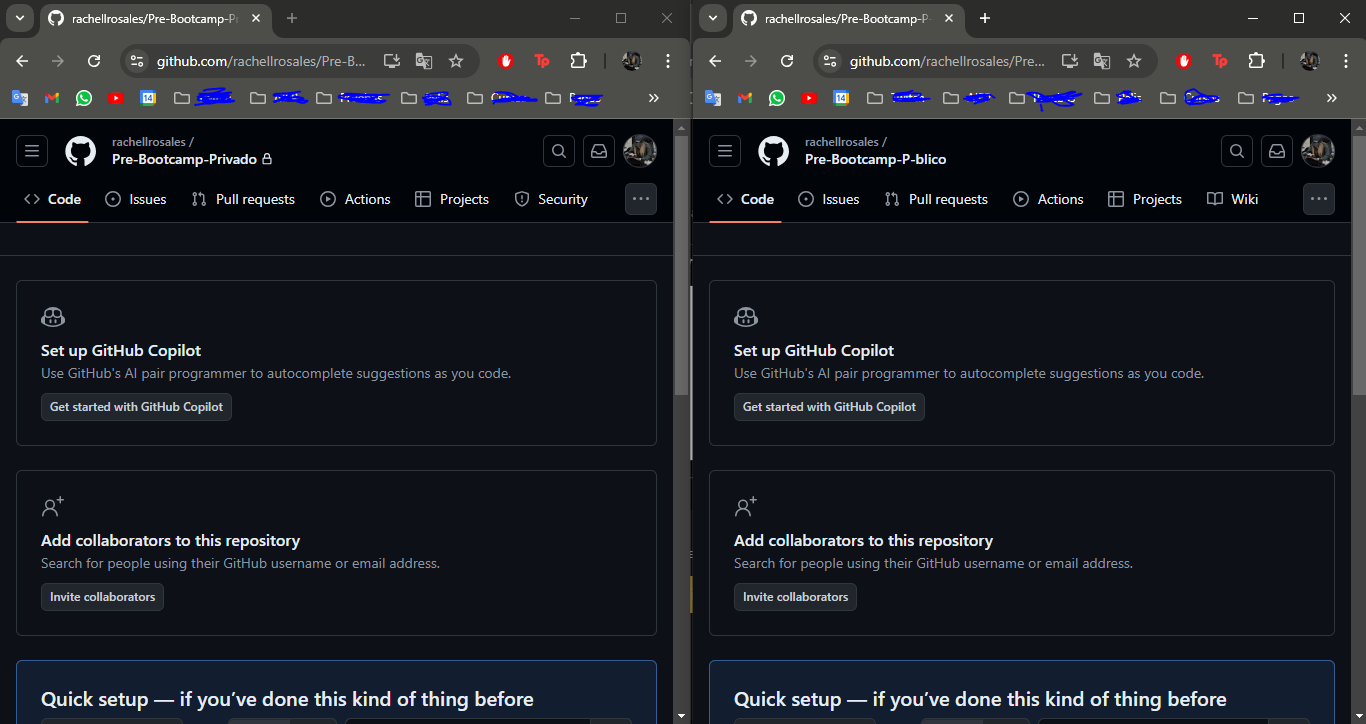 rachellrosales/Pre-Bootcamp-Pr
github.com/rachellrosales/Pre-B...
14
rachellrosales /
Pre-Bootcamp-Privado
Code
Issues
Pull requests
Actions
Projects
Security
Set up GitHub Copilot
Use GitHub's AI pair programmer to autocomplete suggestions as you code.
Get started with GitHub Copilot
Add collaborators to this repository
Search for people using their GitHub username or email address.
Invite collaborators
Quick setup — if you've done this kind of thing before
rachellrosales/Pre-Bootcamp-P-
github.com/rachellrosales/Pre...
14
rachellrosales /
Pre-Bootcamp-P-blico
Code
Issues
Pull requests
Actions
Projects
Wiki
Set up GitHub Copilot
Use GitHub's AI pair programmer to autocomplete suggestions as you code.
Get started with GitHub Copilot
Add collaborators to this repository
Search for people using their GitHub username or email address.
Invite collaborators
Quick setup — if you've done this kind of thing before